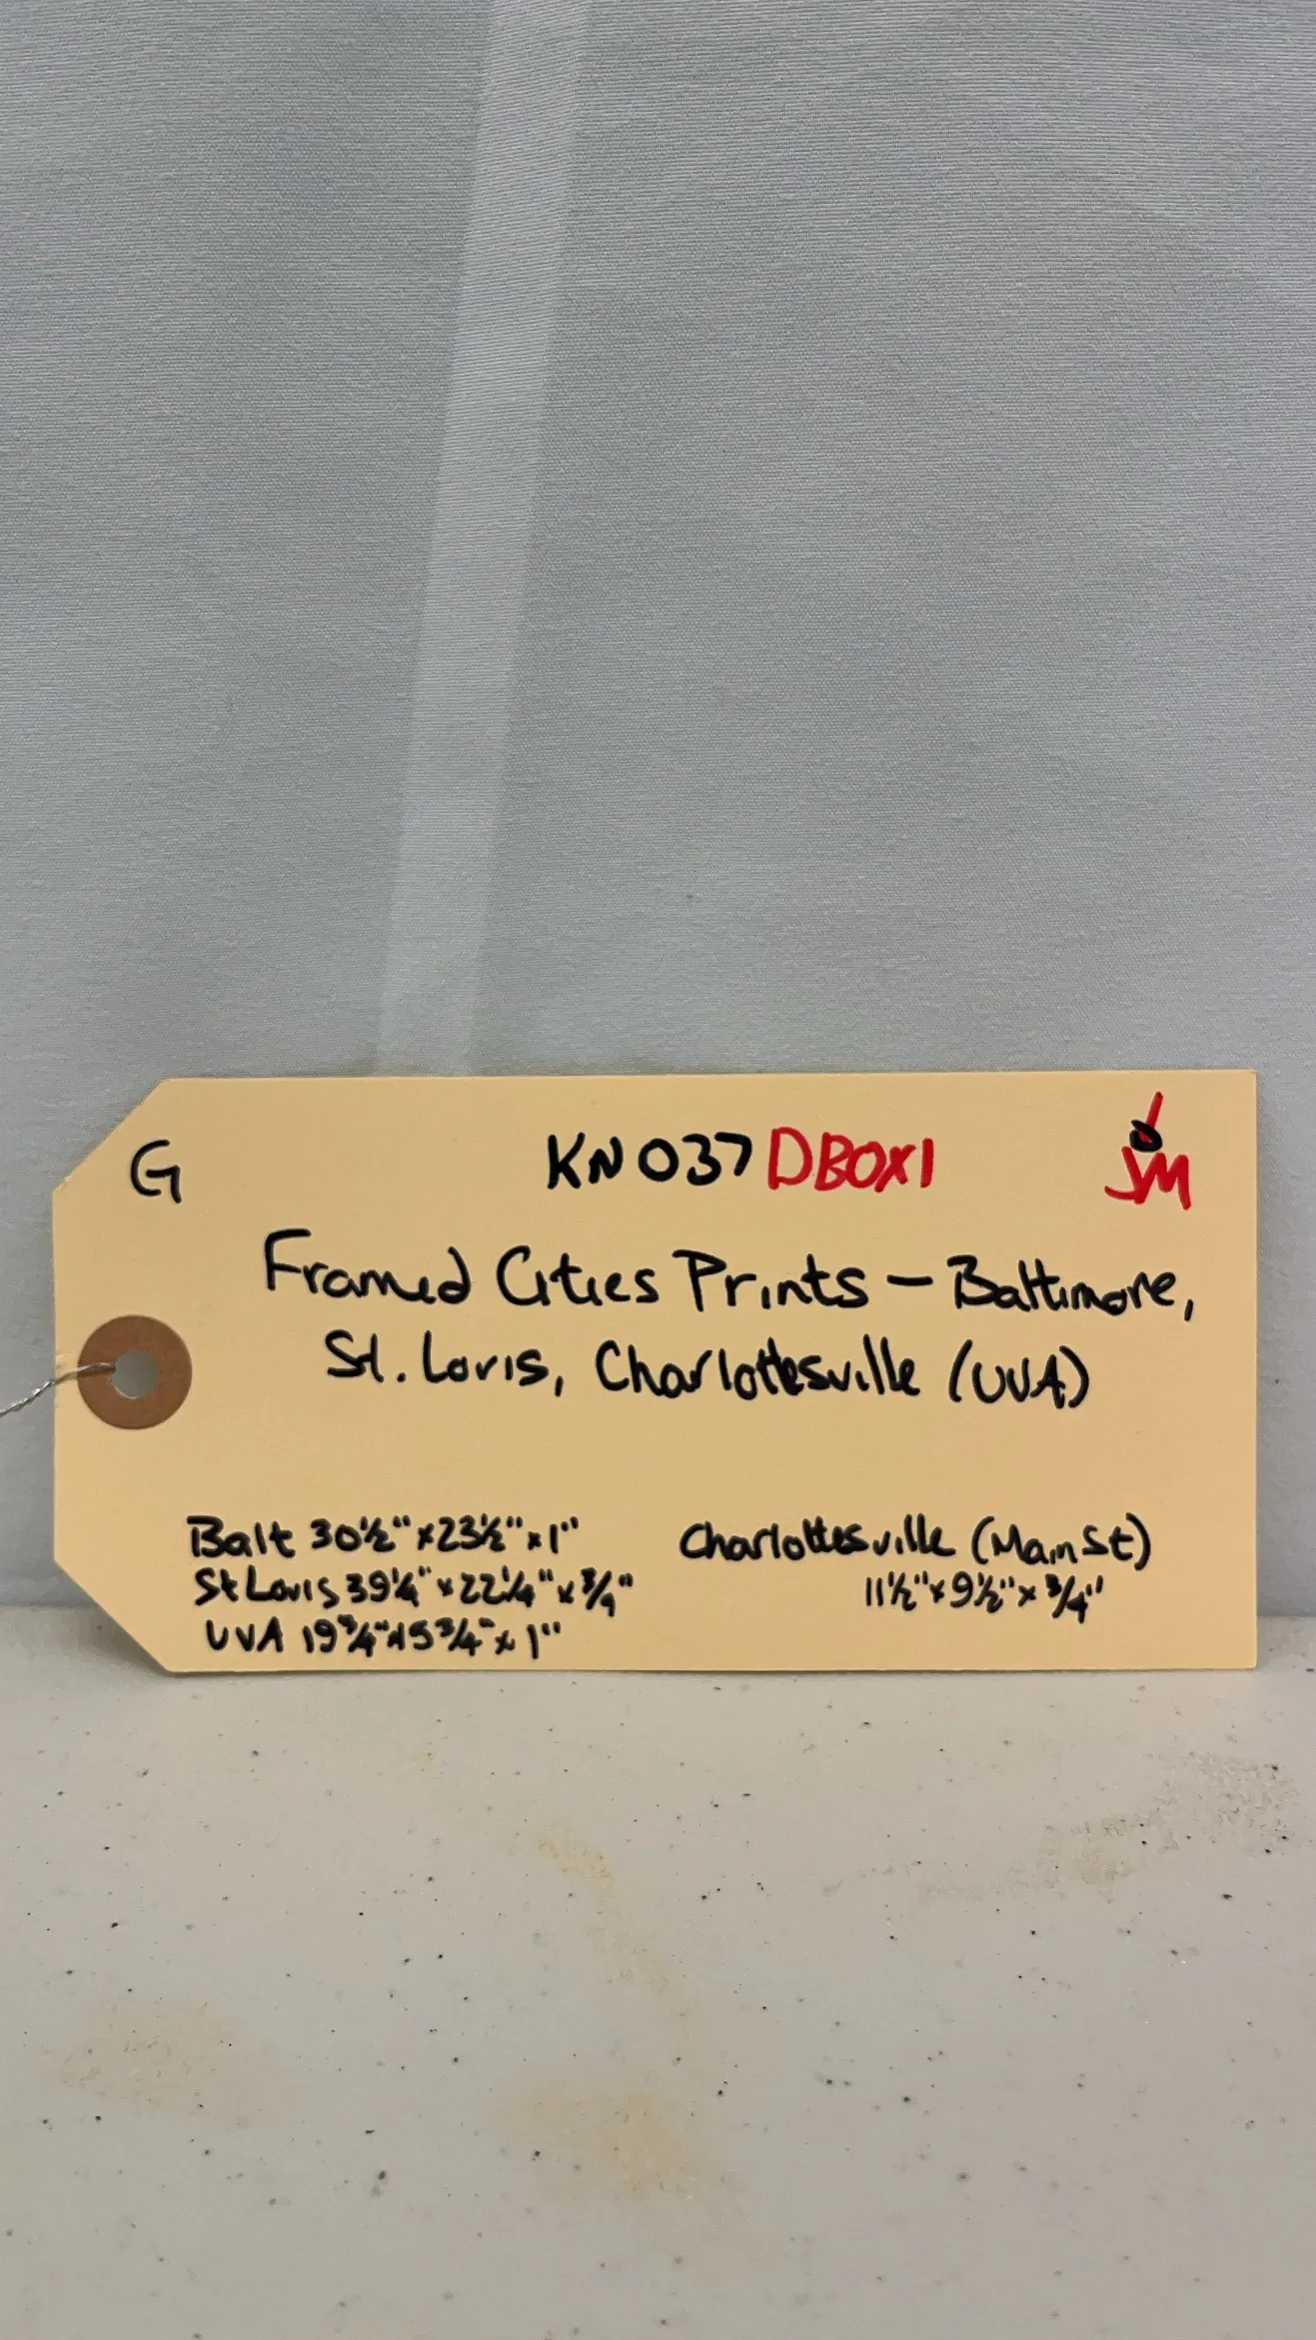 G KN037 DBOX1 JM
Framed Cities Prints – Baltimore,
St. Louis, Charlottesville (UVA)
Balt 30½" x 23½" x 1"
St Louis 39¼" x 22¼" x ¾"
UVA 19¾" x 15¾" x 1"
Charlottesville (Main St)
11½" x 9½" x ¾"